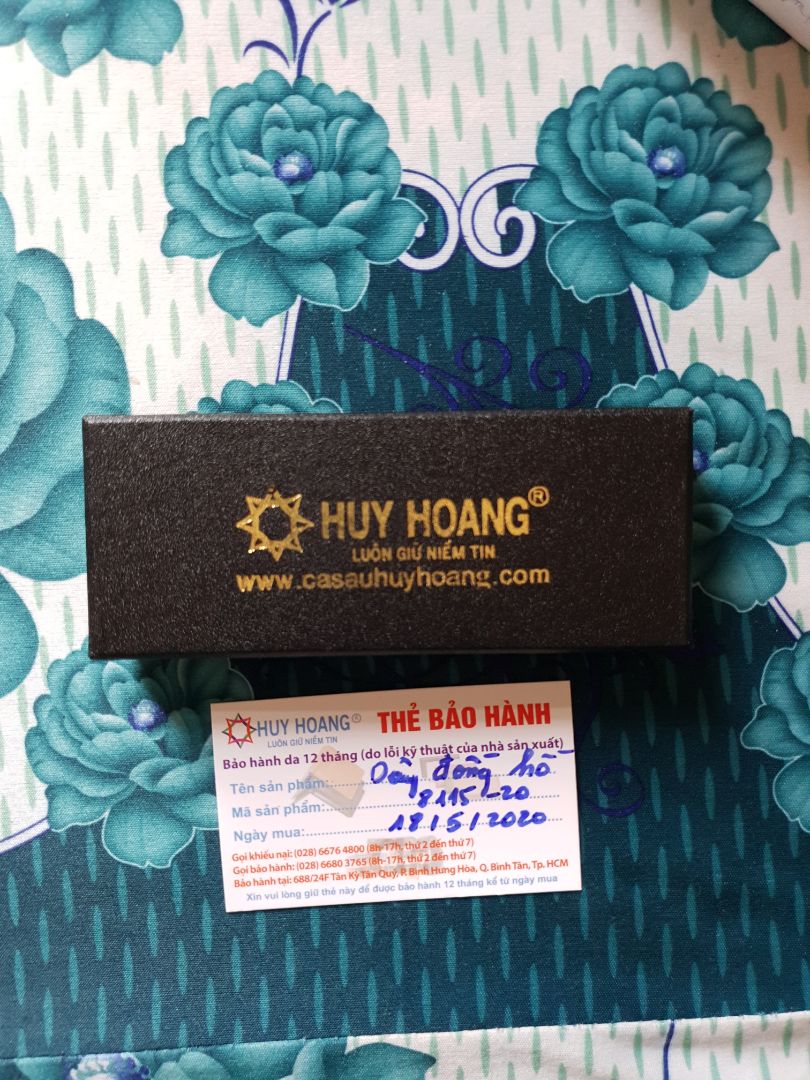 HUY HOANG®
LUÔN GIỮ NIỀM TIN
www.casauhuyhoang.com
HUY HOANG®
LUÔN GIỮ NIỀM TIN
THẺ BẢO HÀNH
Bảo hành da 12 tháng (do lỗi kỹ thuật của nhà sản xuất)
Tên sản phẩm: Dây đồng hồ
Mã sản phẩm: 8115-20
Ngày mua: 18/5/2020
Gọi khiếu nại: (028) 6676 4800 (8h-17h, thứ 2 đến thứ 7)
Gọi bảo hành: (028) 6680 3765 (8h-17h, thứ 2 đến thứ 7)
Bảo hành tại: 688/24F Tân Kỳ Tân Quý, P. Bình Hưng Hòa, Q. Bình Tân, Tp. HCM
Xin vui lòng giữ thẻ này để được bảo hành 12 tháng kể từ ngày mua